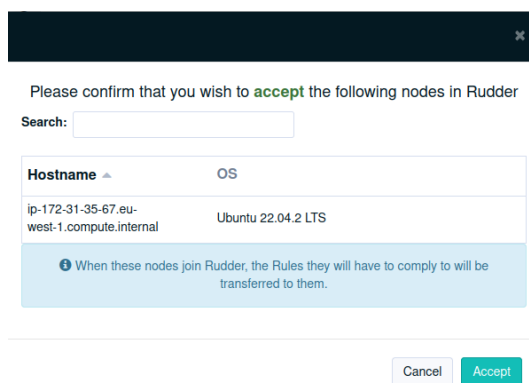 Please confirm that you wish to accept the following nodes in Rudder
Search:
Hostname OS
ip-172-31-35-67.eu-
west-1.compute.internal
Ubuntu 22.04.2 LTS
When these nodes join Rudder, the Rules they will have to comply to will be
transferred to them.
Cancel Accept